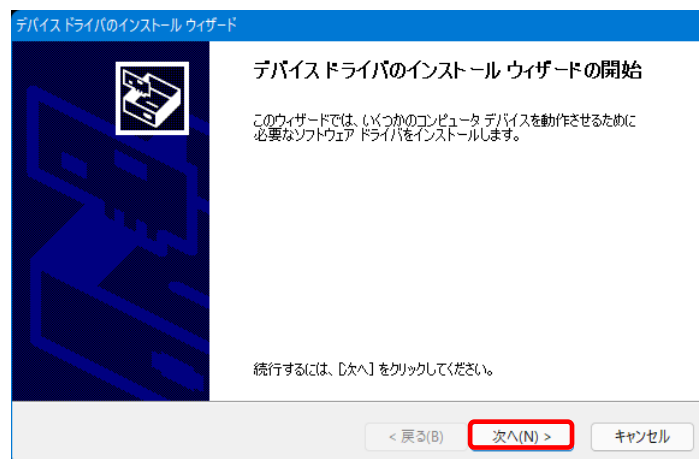 デバイス ドライバのインストール ウィザード
デバイス ドライバのインストール ウィザードの開始
このウィザードでは、いくつかのコンピュータ デバイスを動作させるために
必要なソフトウェア ドライバをインストールします。
続行するには、[次へ] をクリックしてください。
< 戻る(B) 次へ(N) > キャンセル